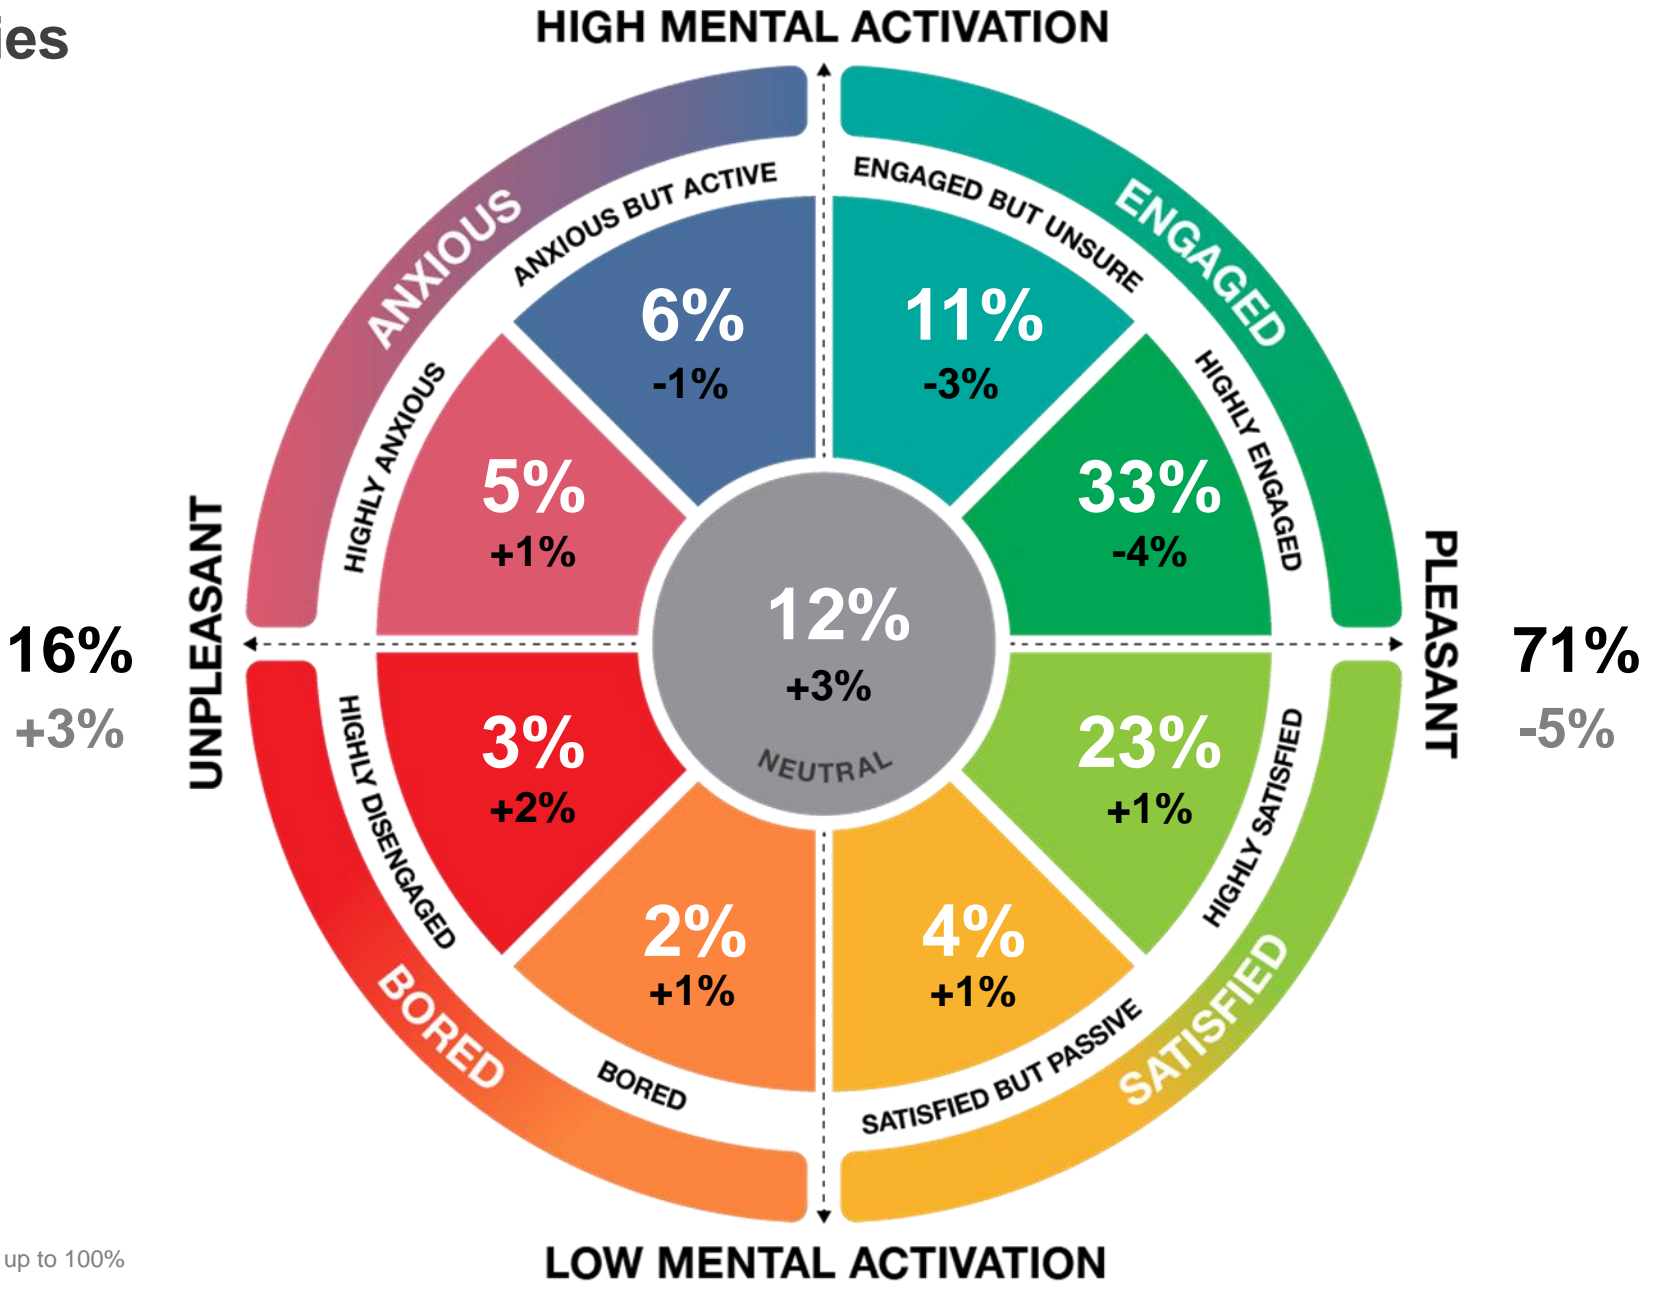 ies
HIGH MENTAL ACTIVATION
ANXIOUS
ANXIOUS BUT ACTIVE
ENGAGED BUT UNSURE
ENGAGED
6%
-1%
11%
-3%
HIGHLY ANXIOUS
HIGHLY ENGAGED
5%
+1%
33%
-4%
UNPLEASANT
PLEASANT
16%
+3%
12%
+3%
NEUTRAL
71%
-5%
3%
+2%
23%
+1%
HIGHLY DISENGAGED
HIGHLY SATISFIED
2%
+1%
4%
+1%
BORED
BORED
SATISFIED BUT PASSIVE
SATISFIED
LOW MENTAL ACTIVATION
up to 100%